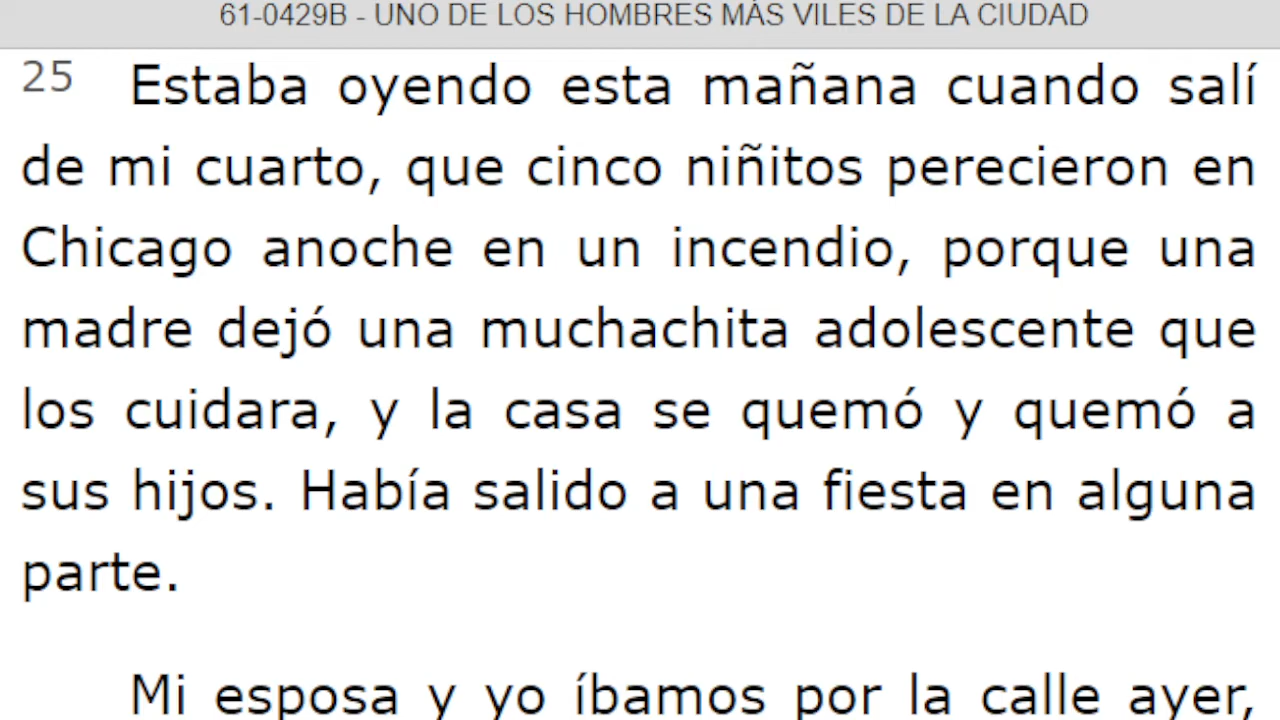 61-0429B - UNO DE LOS HOMBRES MÁS VILES DE LA CIUDAD
25 Estaba oyendo esta mañana cuando salí
de mi cuarto, que cinco niñitos perecieron en
Chicago anoche en un incendio, porque una
madre dejó una muchachita adolescente que
los cuidara, y la casa se quemó y quemó a
sus hijos. Había salido a una fiesta en alguna
parte.
Mi esposa y yo íbamos por la calle ayer,